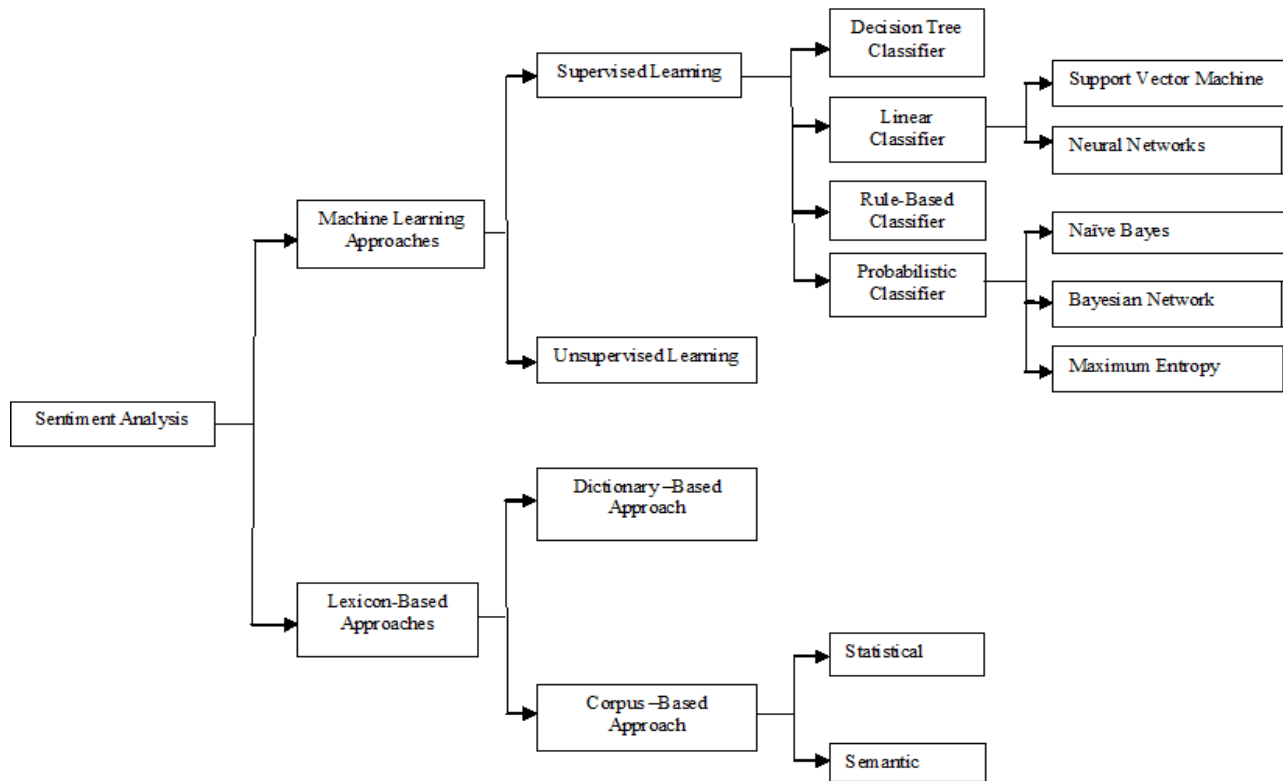 Decision Tree
Classifier
Supervised Learning
Support Vector Machine
Linear
Classifier
Neural Networks
Machine Learning
Approaches
Rule-Based
Classifier
Naïve Bayes
Probabilistic
Classifier
Bayesian Network
Unsupervised Learning
Maximum Entropy
Sentiment Analysis
Dictionary–Based
Approach
Lexicon-Based
Approaches
Statistical
Corpus–Based
Approach
Semantic